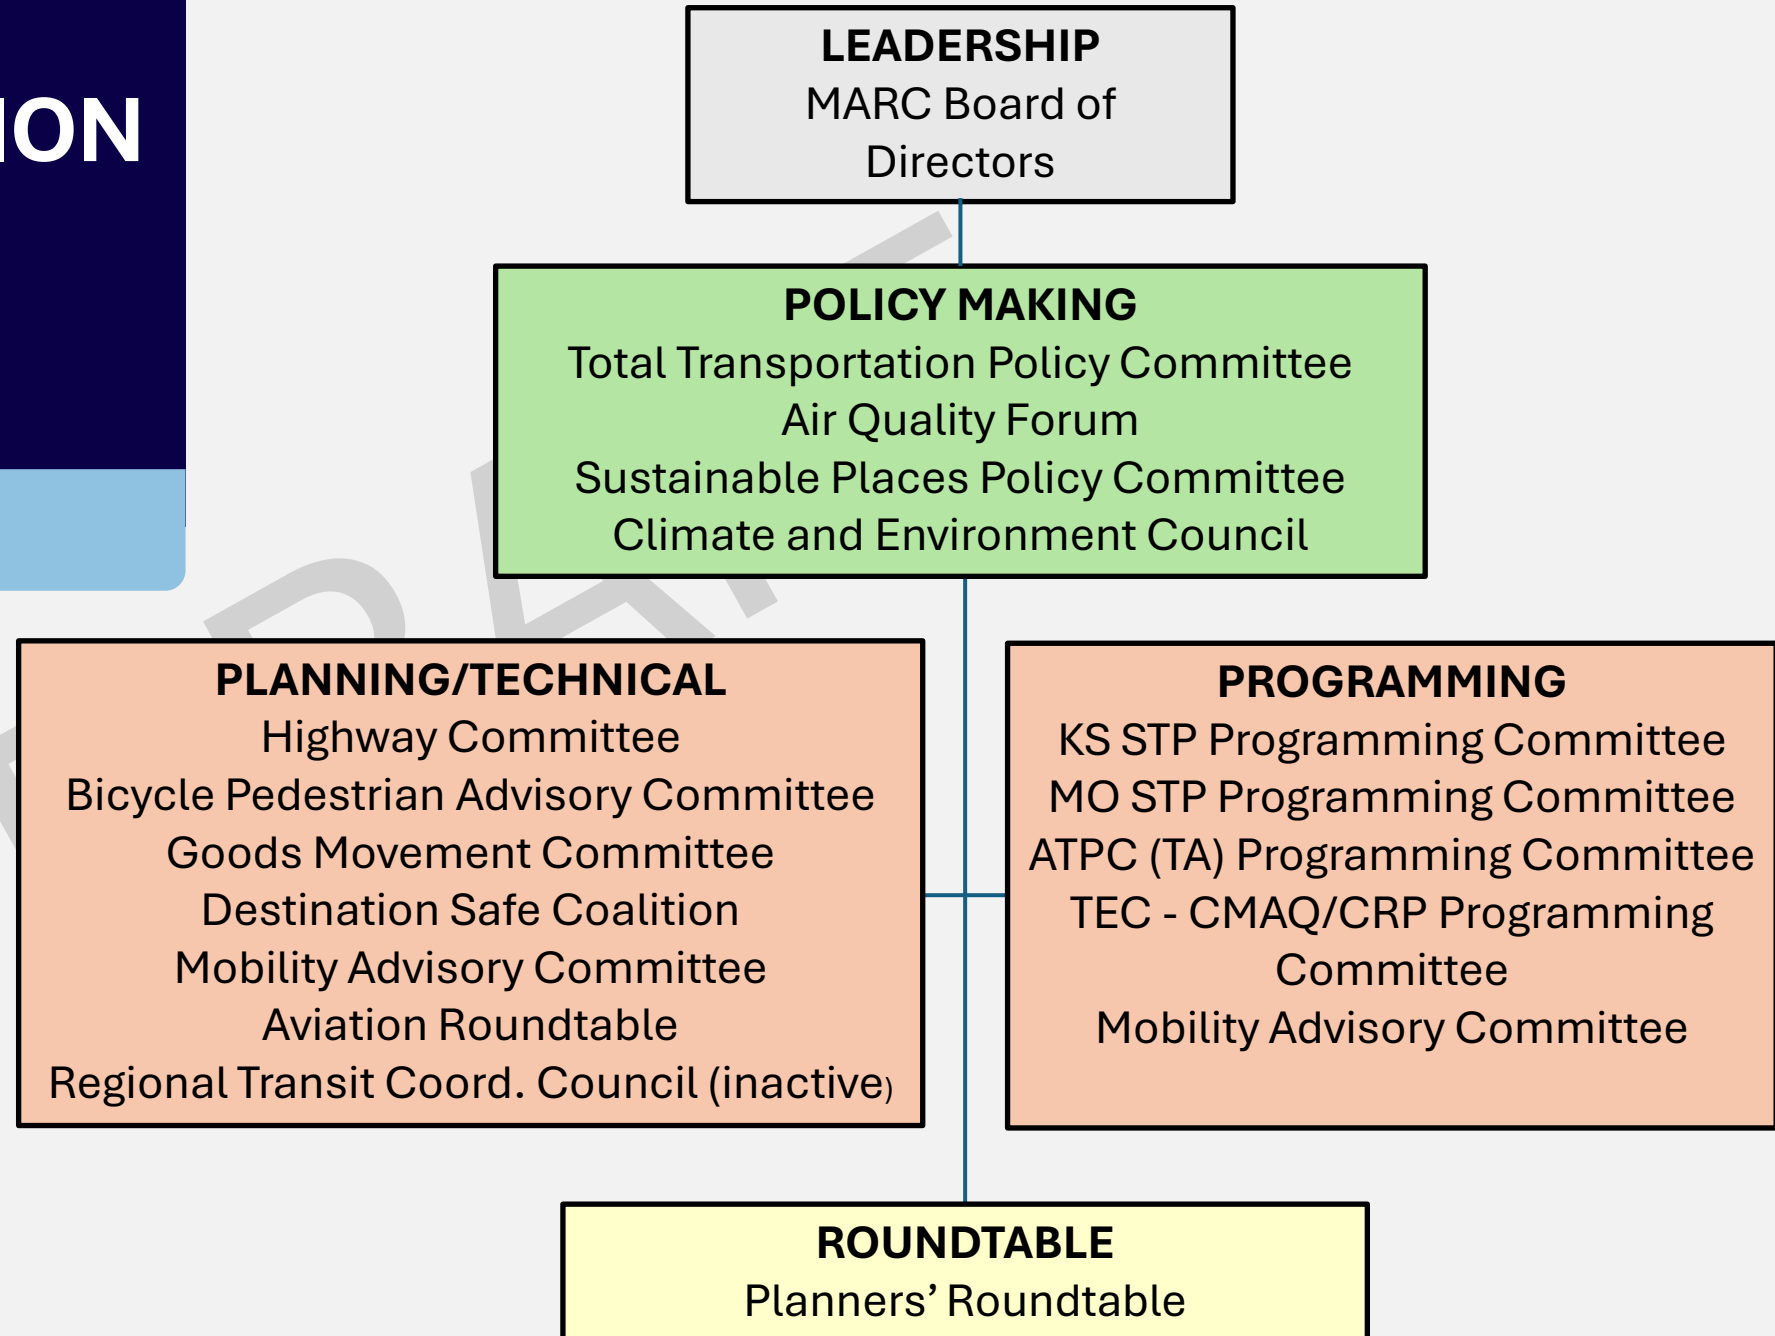 LEADERSHIP
MARC Board of
Directors
POLICY MAKING
Total Transportation Policy Committee
Air Quality Forum
Sustainable Places Policy Committee
Climate and Environment Council
PLANNING/TECHNICAL
Highway Committee
Bicycle Pedestrian Advisory Committee
Goods Movement Committee
Destination Safe Coalition
Mobility Advisory Committee
Aviation Roundtable
Regional Transit Coord. Council (inactive)
PROGRAMMING
KS STP Programming Committee
MO STP Programming Committee
ATPC (TA) Programming Committee
TEC - CMAQ/CRP Programming
Committee
Mobility Advisory Committee
ROUNDTABLE
Planners’ Roundtable